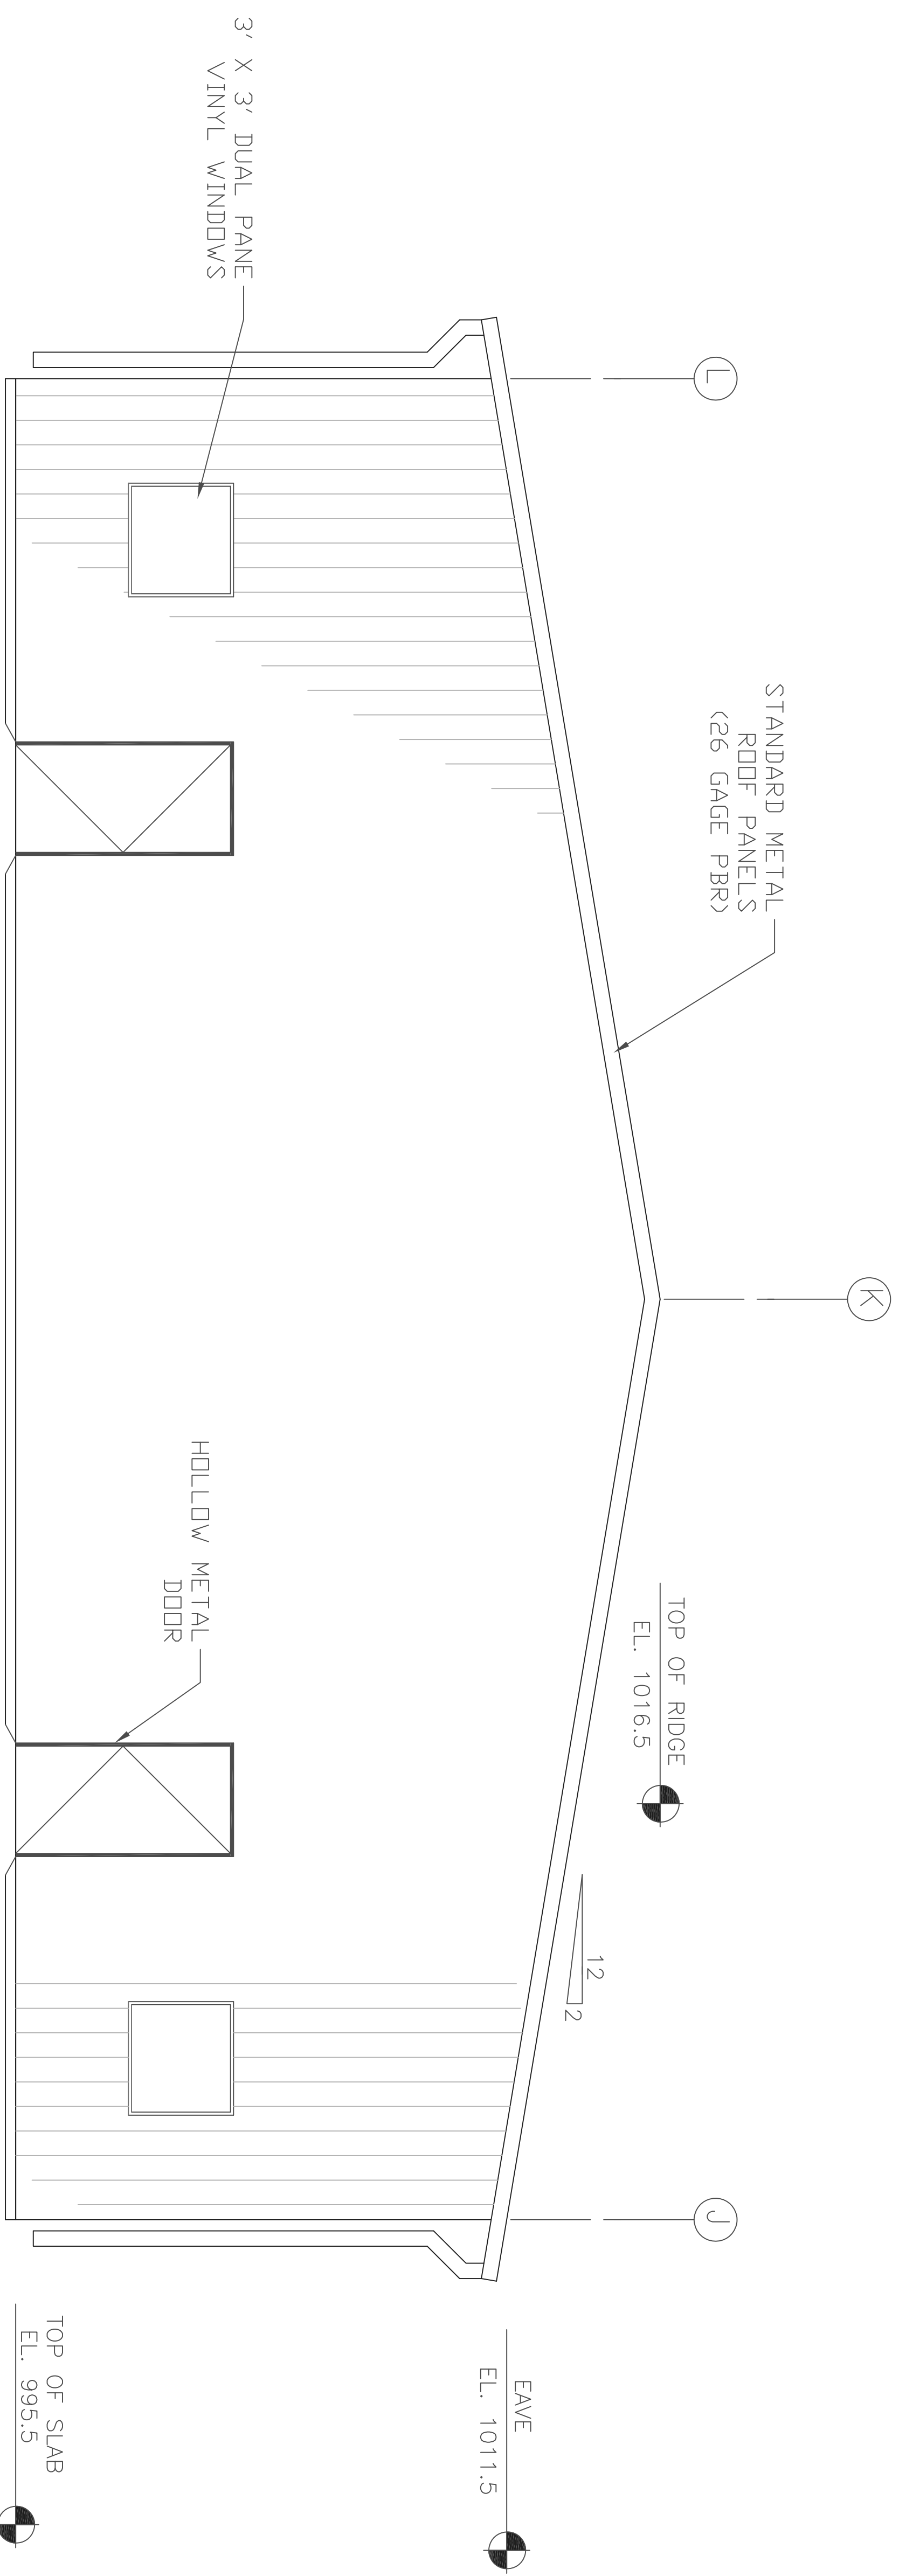 L
K
J
STANDARD METAL
ROOF PANELS
(26 GAGE PBR)
TOP OF RIDGE
EL. 1016.5
12
2
3' X 3' DUAL PANE
VINYL WINDOWS
HOLLOW METAL
DOOR
EAVE
EL. 1011.5
TOP OF SLAB
EL. 995.5